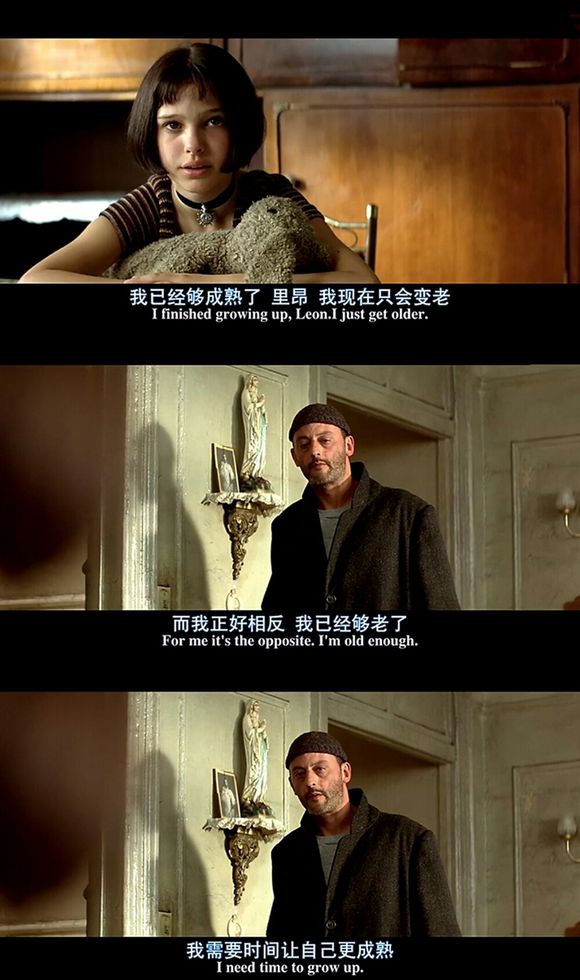 我已经够成熟了 里昂 我现在只会变老
I finished growing up, Leon.I just get older.
而我正好相反 我已经够老了
For me it's the opposite. I'm old enough.
我需要时间让自己更成熟
I need time to grow up.